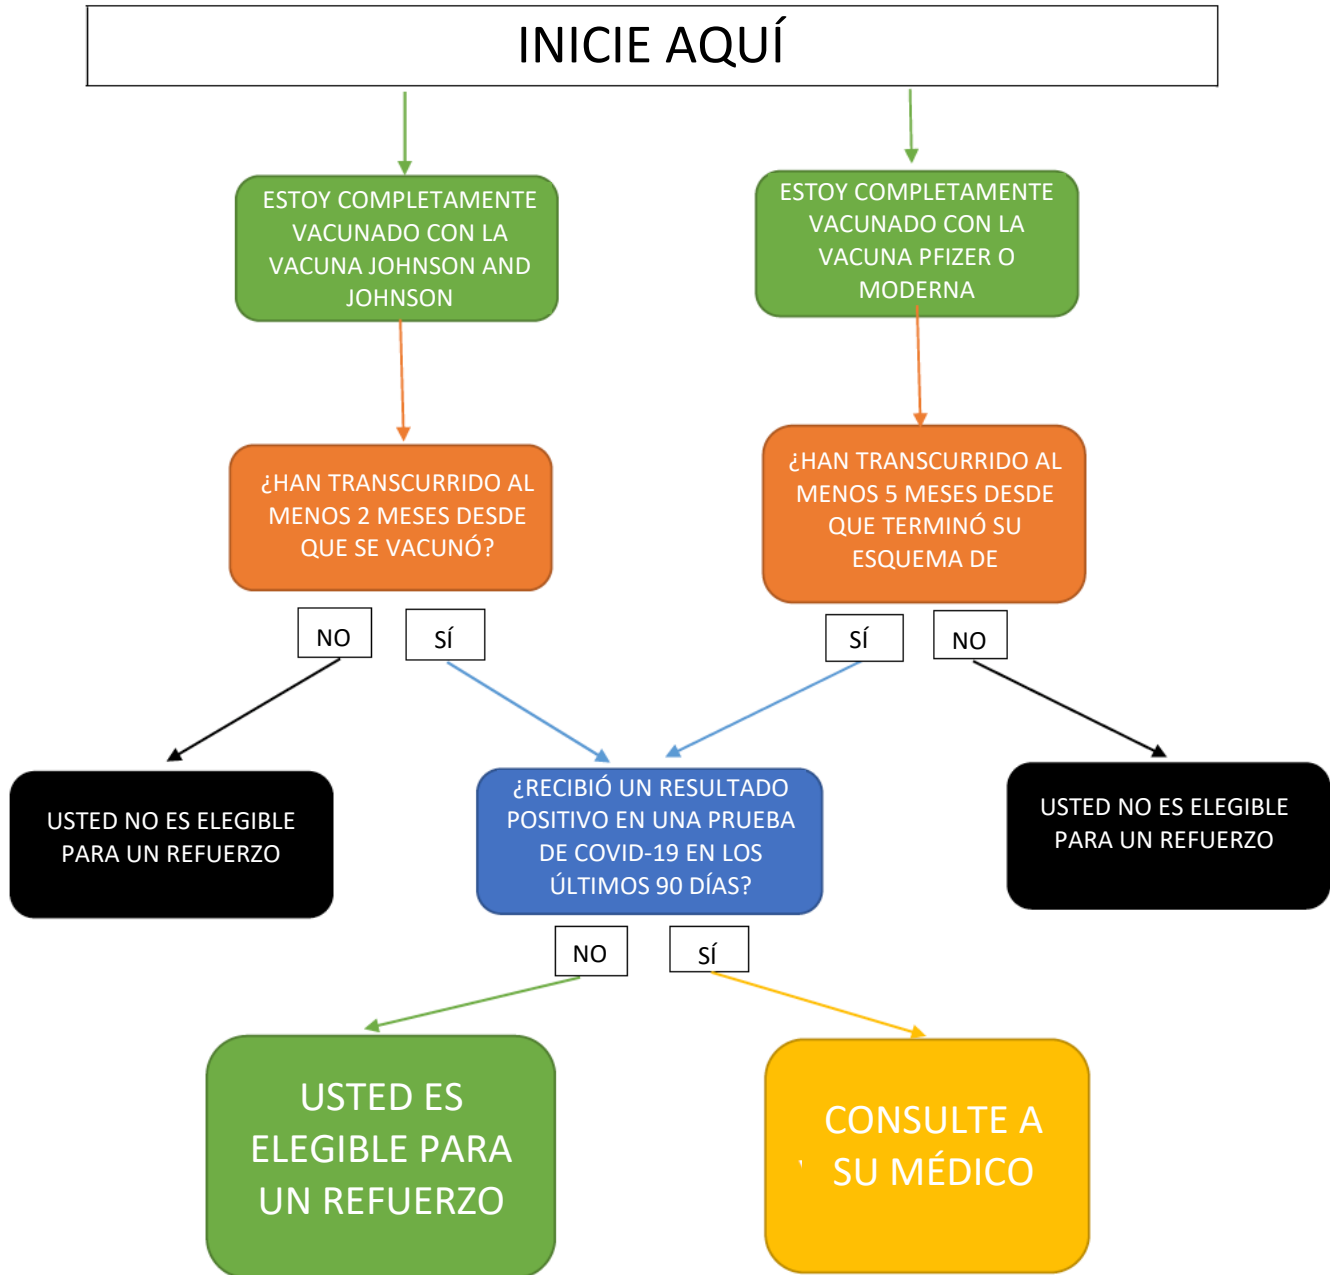 INICIE AQUÍ
ESTOY COMPLETAMENTE
VACUNADO CON LA
VACUNA JOHNSON AND
JOHNSON
ESTOY COMPLETAMENTE
VACUNADO CON LA
VACUNA PFIZER O
MODERNA
¿HAN TRANSCURRIDO AL
MENOS 2 MESES DESDE
QUE SE VACUNÓ?
¿HAN TRANSCURRIDO AL
MENOS 5 MESES DESDE
QUE TERMINÓ SU
ESQUEMA DE
NO
SÍ
SÍ
NO
USTED NO ES ELEGIBLE
PARA UN REFUERZO
¿RECIBIÓ UN RESULTADO
POSITIVO EN UNA PRUEBA
DE COVID-19 EN LOS
ÚLTIMOS 90 DÍAS?
USTED NO ES ELEGIBLE
PARA UN REFUERZO
NO
SÍ
USTED ES
ELEGIBLE PARA
UN REFUERZO
CONSULTE A
SU MÉDICO